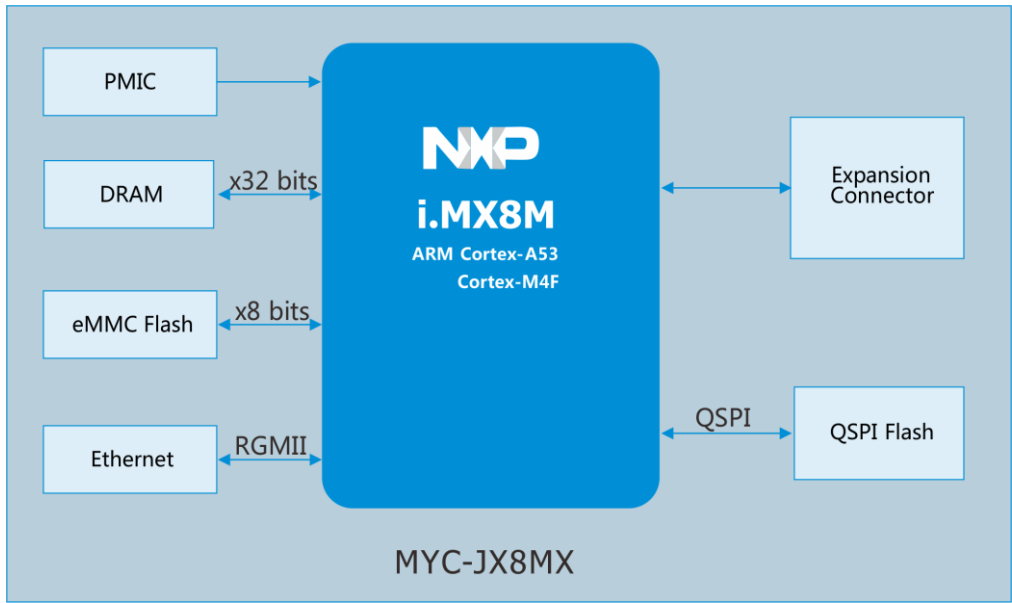 PMIC
DRAM
x32 bits
eMMC Flash
x8 bits
Ethernet
RGMII
NXP
i.MX8M
ARM Cortex-A53
Cortex-M4F
Expansion
Connector
QSPI
QSPI Flash
MYC-JX8MX